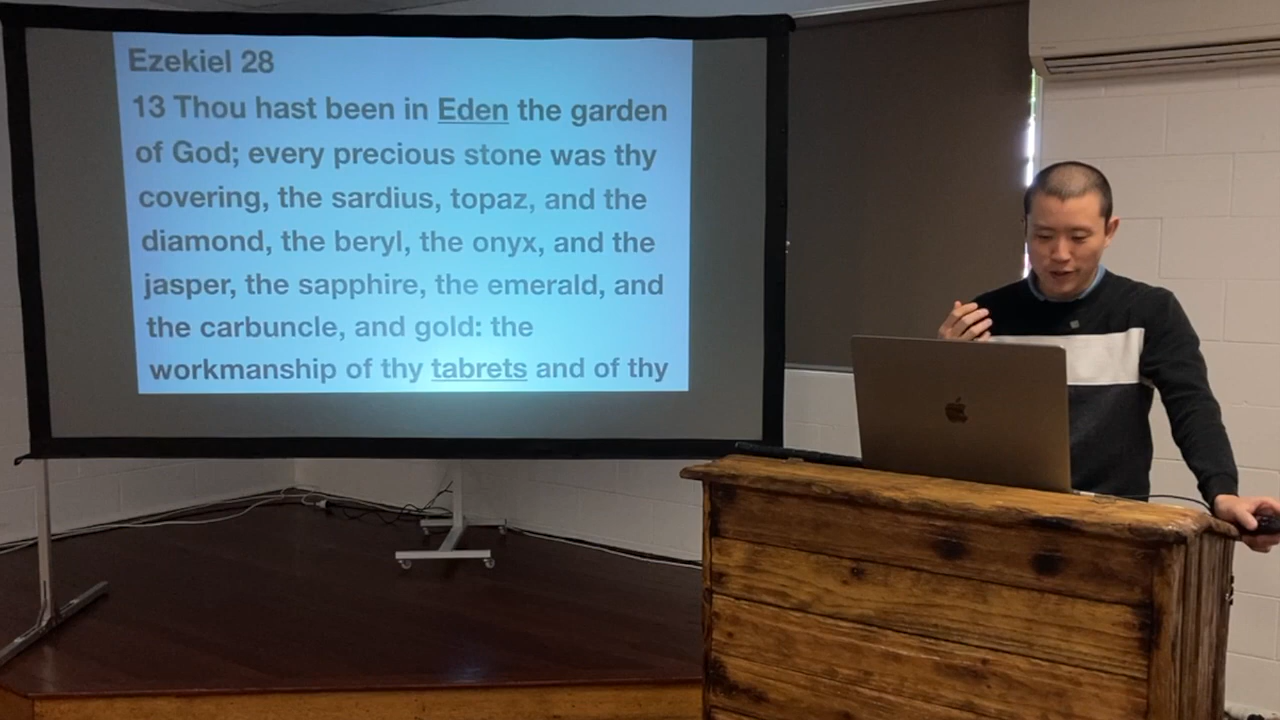 Ezekiel 28
13 Thou hast been in Eden the garden
of God; every precious stone was thy
covering, the sardius, topaz, and the
diamond, the beryl, the onyx, and the
jasper, the sapphire, the emerald, and
the carbuncle, and gold: the
workmanship of thy tabrets and of thy